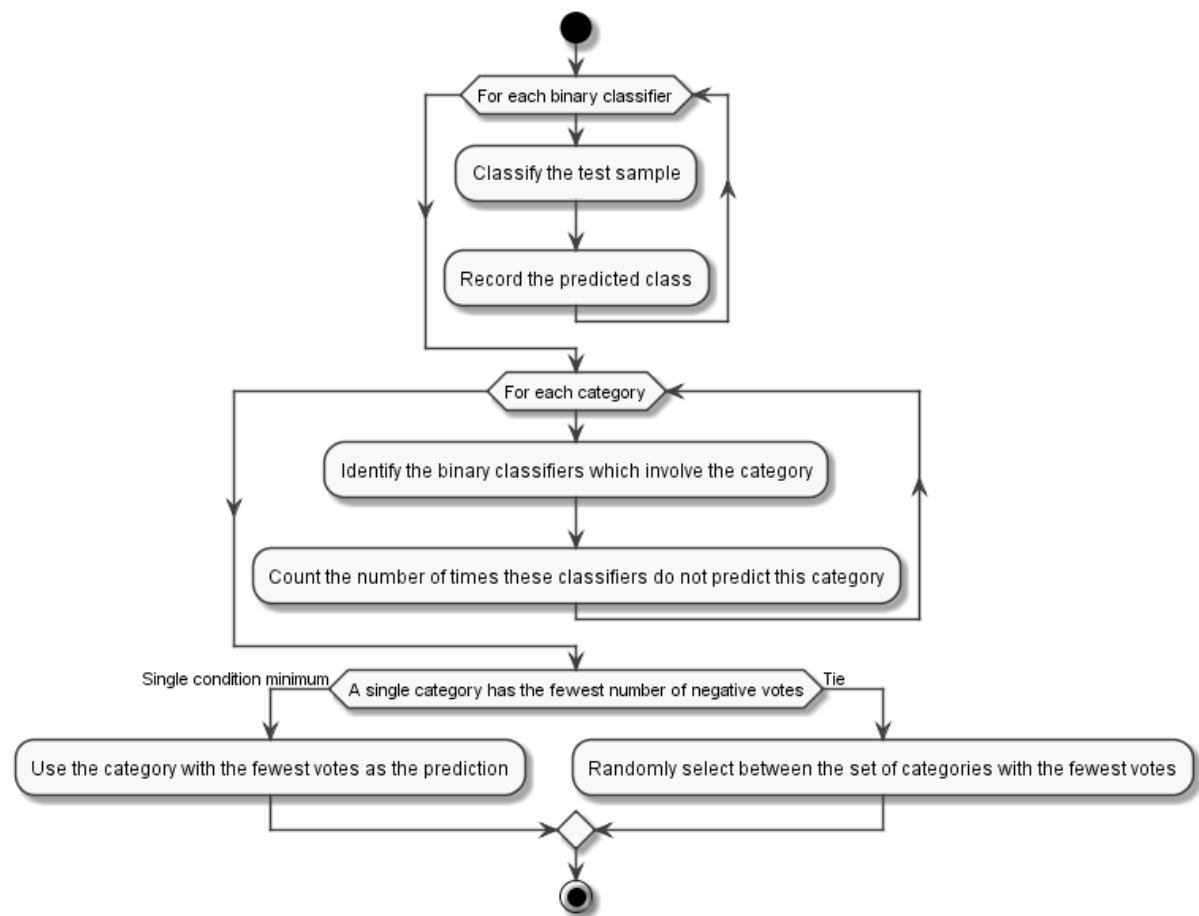 For each binary classifier
Classify the test sample
Record the predicted class
For each category
Identify the binary classifiers which involve the category
Count the number of times these classifiers do not predict this category
Single condition minimum
A single category has the fewest number of negative votes
Tie
Use the category with the fewest votes as the prediction
Randomly select between the set of categories with the fewest votes